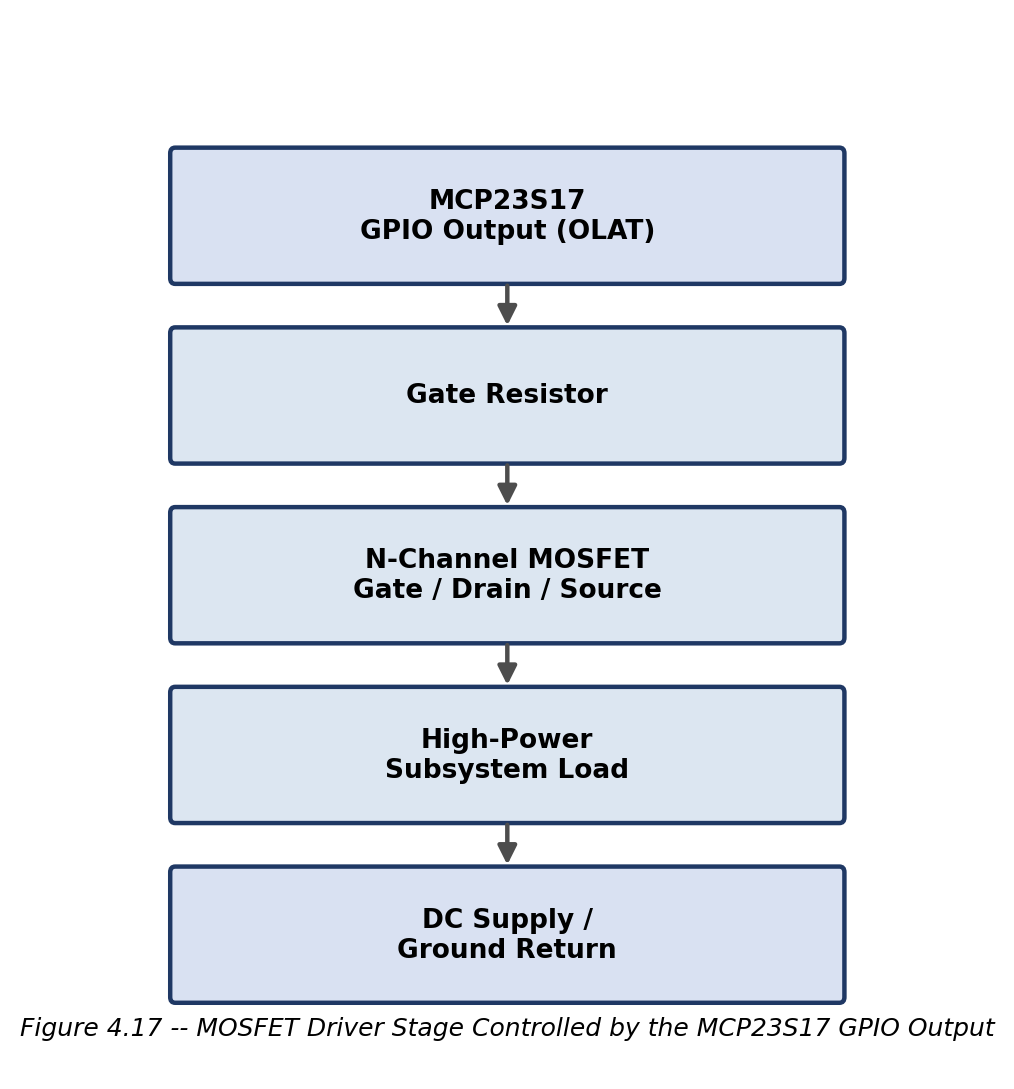 MCP23S17
GPIO Output (OLAT)
Gate Resistor
N-Channel MOSFET
Gate / Drain / Source
High-Power
Subsystem Load
DC Supply /
Ground Return
Figure 4.17 -- MOSFET Driver Stage Controlled by the MCP23S17 GPIO Output